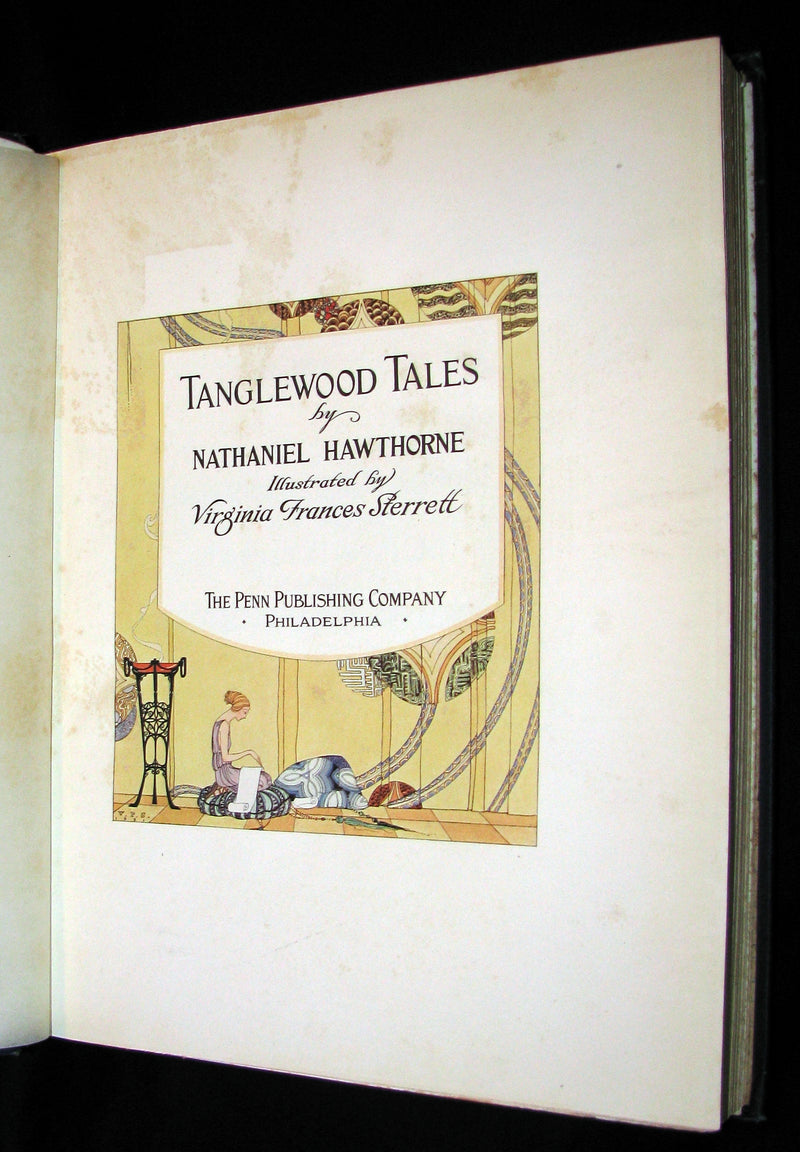 TANGLEWOOD TALES
by
NATHANIEL HAWTHORNE
Illustrated by
Virginia Frances Sterrett
THE PENN PUBLISHING COMPANY
· PHILADELPHIA ·
V.F.S.